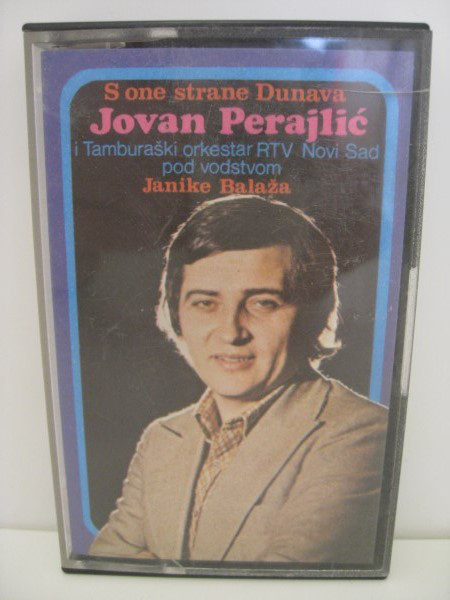 S one strane Dunava
Jovan Perajlić
i Tamburaški orkestar RTV Novi Sad
pod vodstvom
Janike Balaža